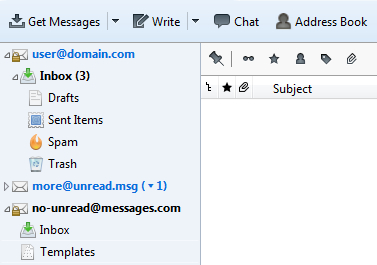 Get Messages Write Chat Address Book
user@domain.com
Inbox (3)
Subject
Drafts
Sent Items
Spam
Trash
more@unread.msg (▾1)
no-unread@messages.com
Inbox
Templates